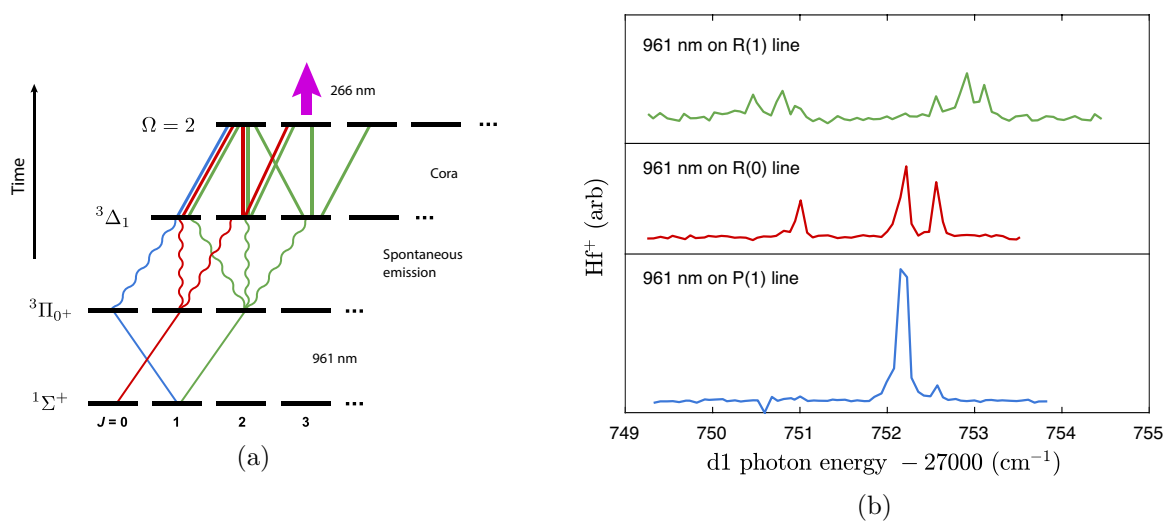 266 nm
Ω = 2
Cora
Time
³Δ₁
Spontaneous
emission
³Π₀⁺
961 nm
¹Σ⁺
J = 0 1 2 3
(a)
961 nm on R(1) line
961 nm on R(0) line
961 nm on P(1) line
Hf⁺ (arb)
749 750 751 752 753 754 755
d1 photon energy − 27000 (cm⁻¹)
(b)